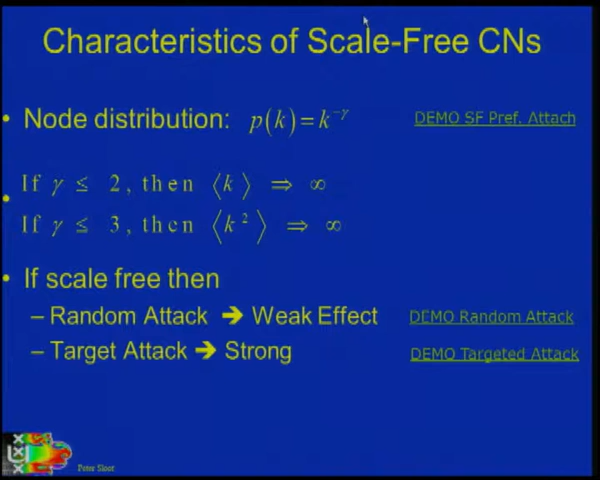 Characteristics of Scale-Free CNs
• Node distribution: p(k)=k^{-γ} DEMO SF Pref. Attach
• If γ ≤ 2, then ⟨k⟩ ⇒ ∞
If γ ≤ 3, then ⟨k²⟩ ⇒ ∞
• If scale free then
– Random Attack ➔ Weak Effect DEMO Random Attack
– Target Attack ➔ Strong DEMO Targeted Attack
Peter Sloot